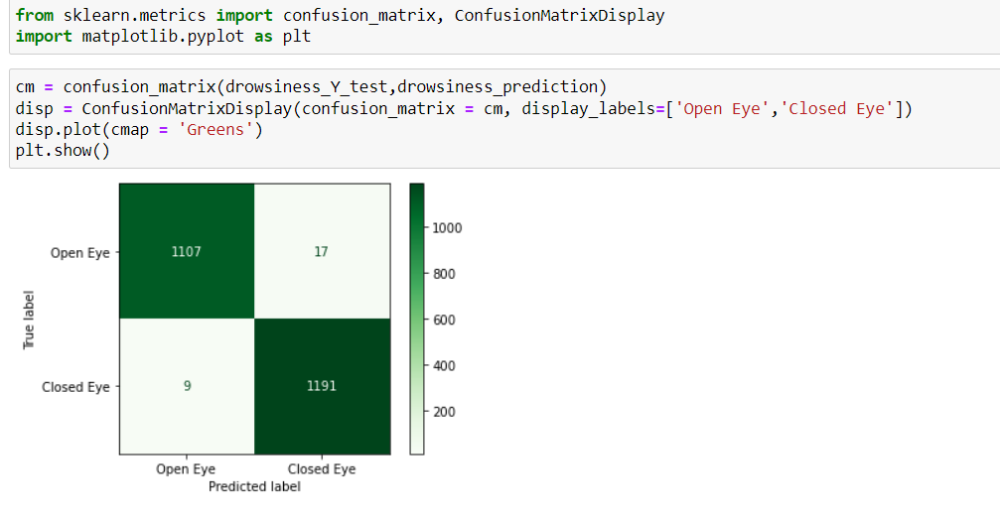 from sklearn.metrics import confusion_matrix, ConfusionMatrixDisplay
import matplotlib.pyplot as plt
cm = confusion_matrix(drowsiness_Y_test,drowsiness_prediction)
disp = ConfusionMatrixDisplay(confusion_matrix = cm, display_labels=['Open Eye','Closed Eye'])
disp.plot(cmap = 'Greens')
plt.show()
True label
Open Eye
1107
17
Closed Eye
9
1191
Open Eye
Closed Eye
Predicted label
1000
800
600
400
200